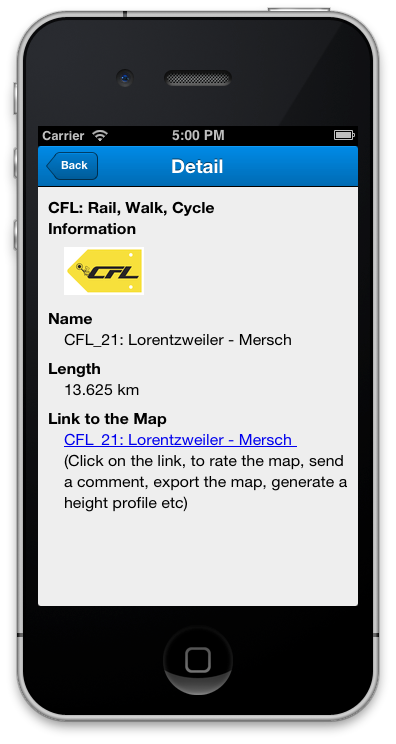 Carrier 5:00 PM
Back Detail
CFL: Rail, Walk, Cycle
Information
CFL
Name
CFL_21: Lorentzweiler - Mersch
Length
13.625 km
Link to the Map
CFL_21: Lorentzweiler - Mersch
(Click on the link, to rate the map, send
a comment, export the map, generate a
height profile etc)